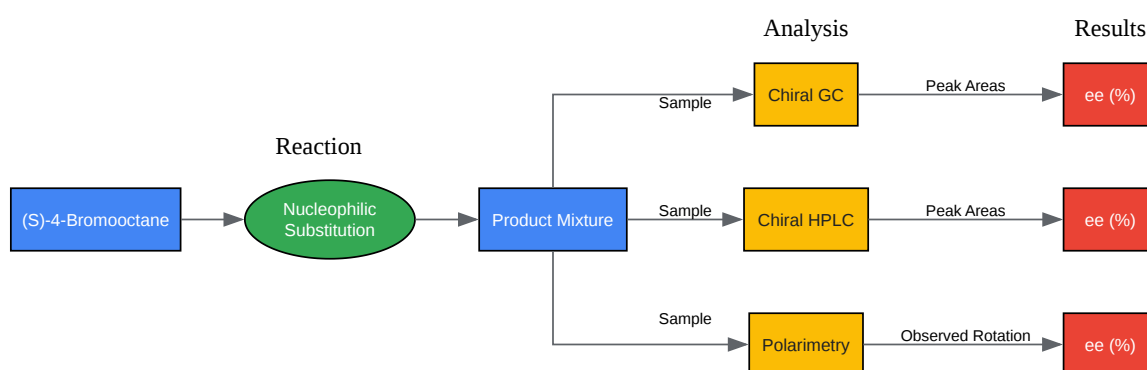 Analysis
Results
Chiral GC
Peak Areas
ee (%)
Sample
Reaction
(S)-4-Bromooctane
Nucleophilic
Substitution
Product Mixture
Sample
Chiral HPLC
Peak Areas
ee (%)
Sample
Polarimetry
Observed Rotation
ee (%)